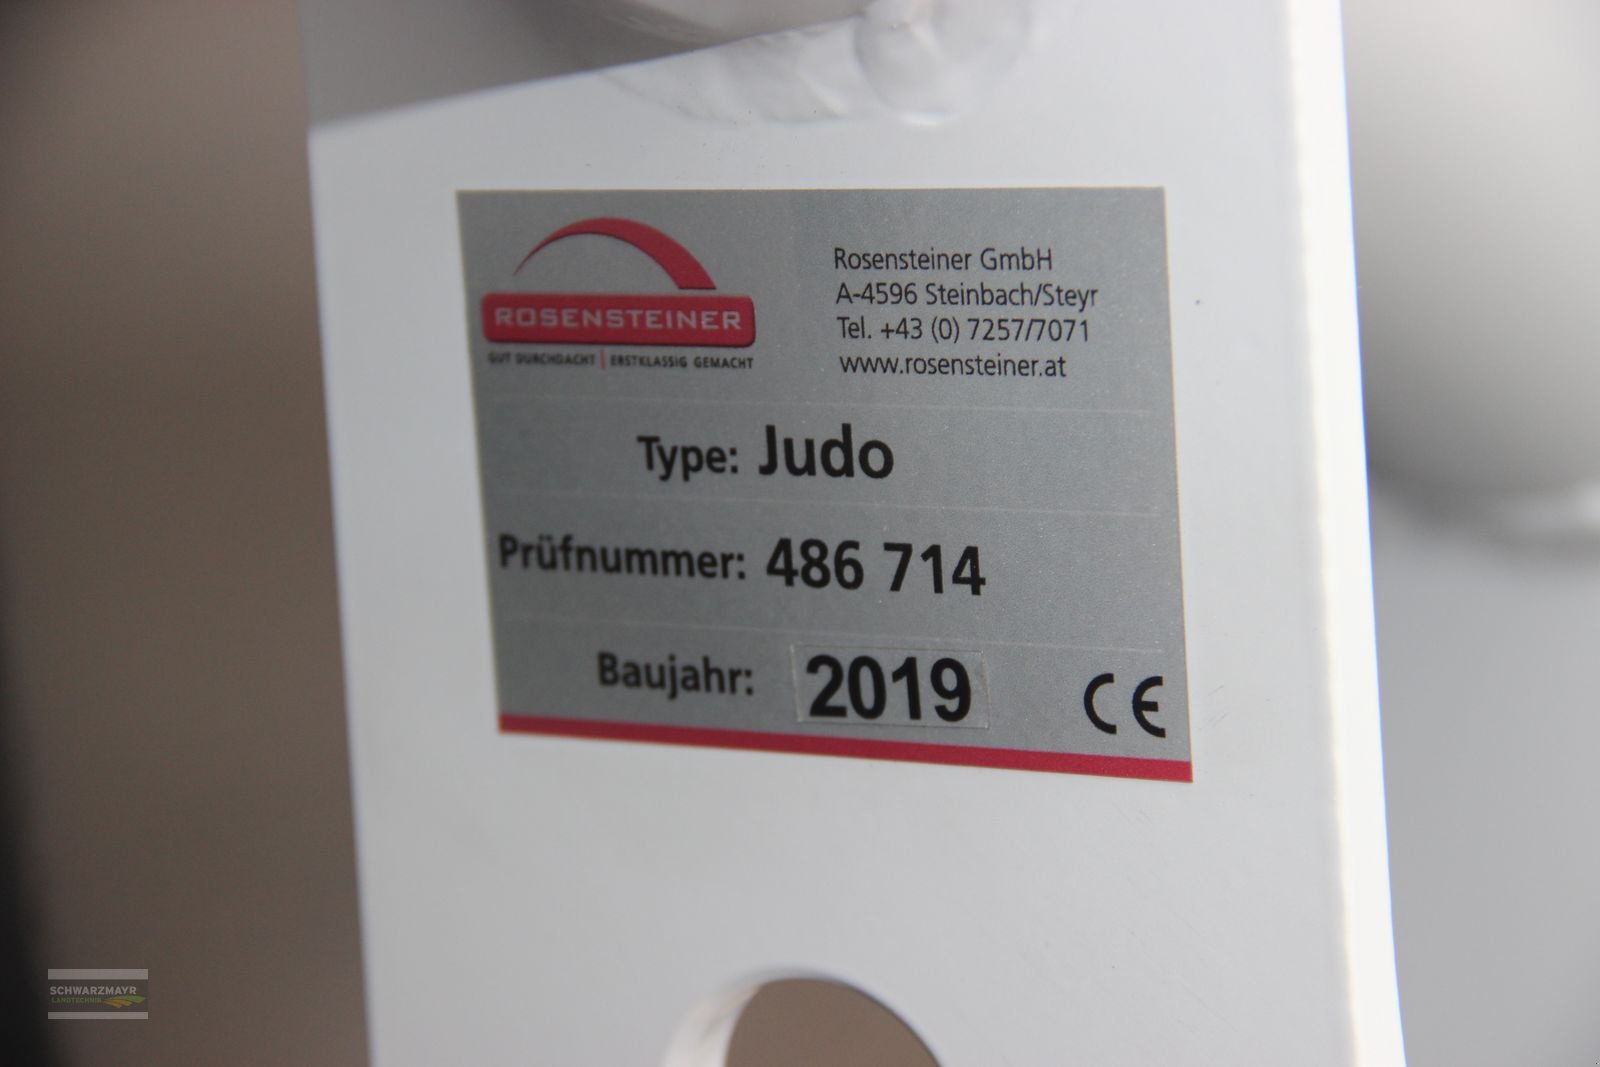 ROSENSTEINER
GUT DURCHDACHT | ERSTKLASSIG GEMACHT
Rosensteiner GmbH
A-4596 Steinbach/Steyr
Tel. +43 (0) 7257/7071
www.rosensteiner.at
Type: Judo
Prüfnummer: 486 714
Baujahr: 2019
CE
SCHWARZMAYR
LANDTECHNIK